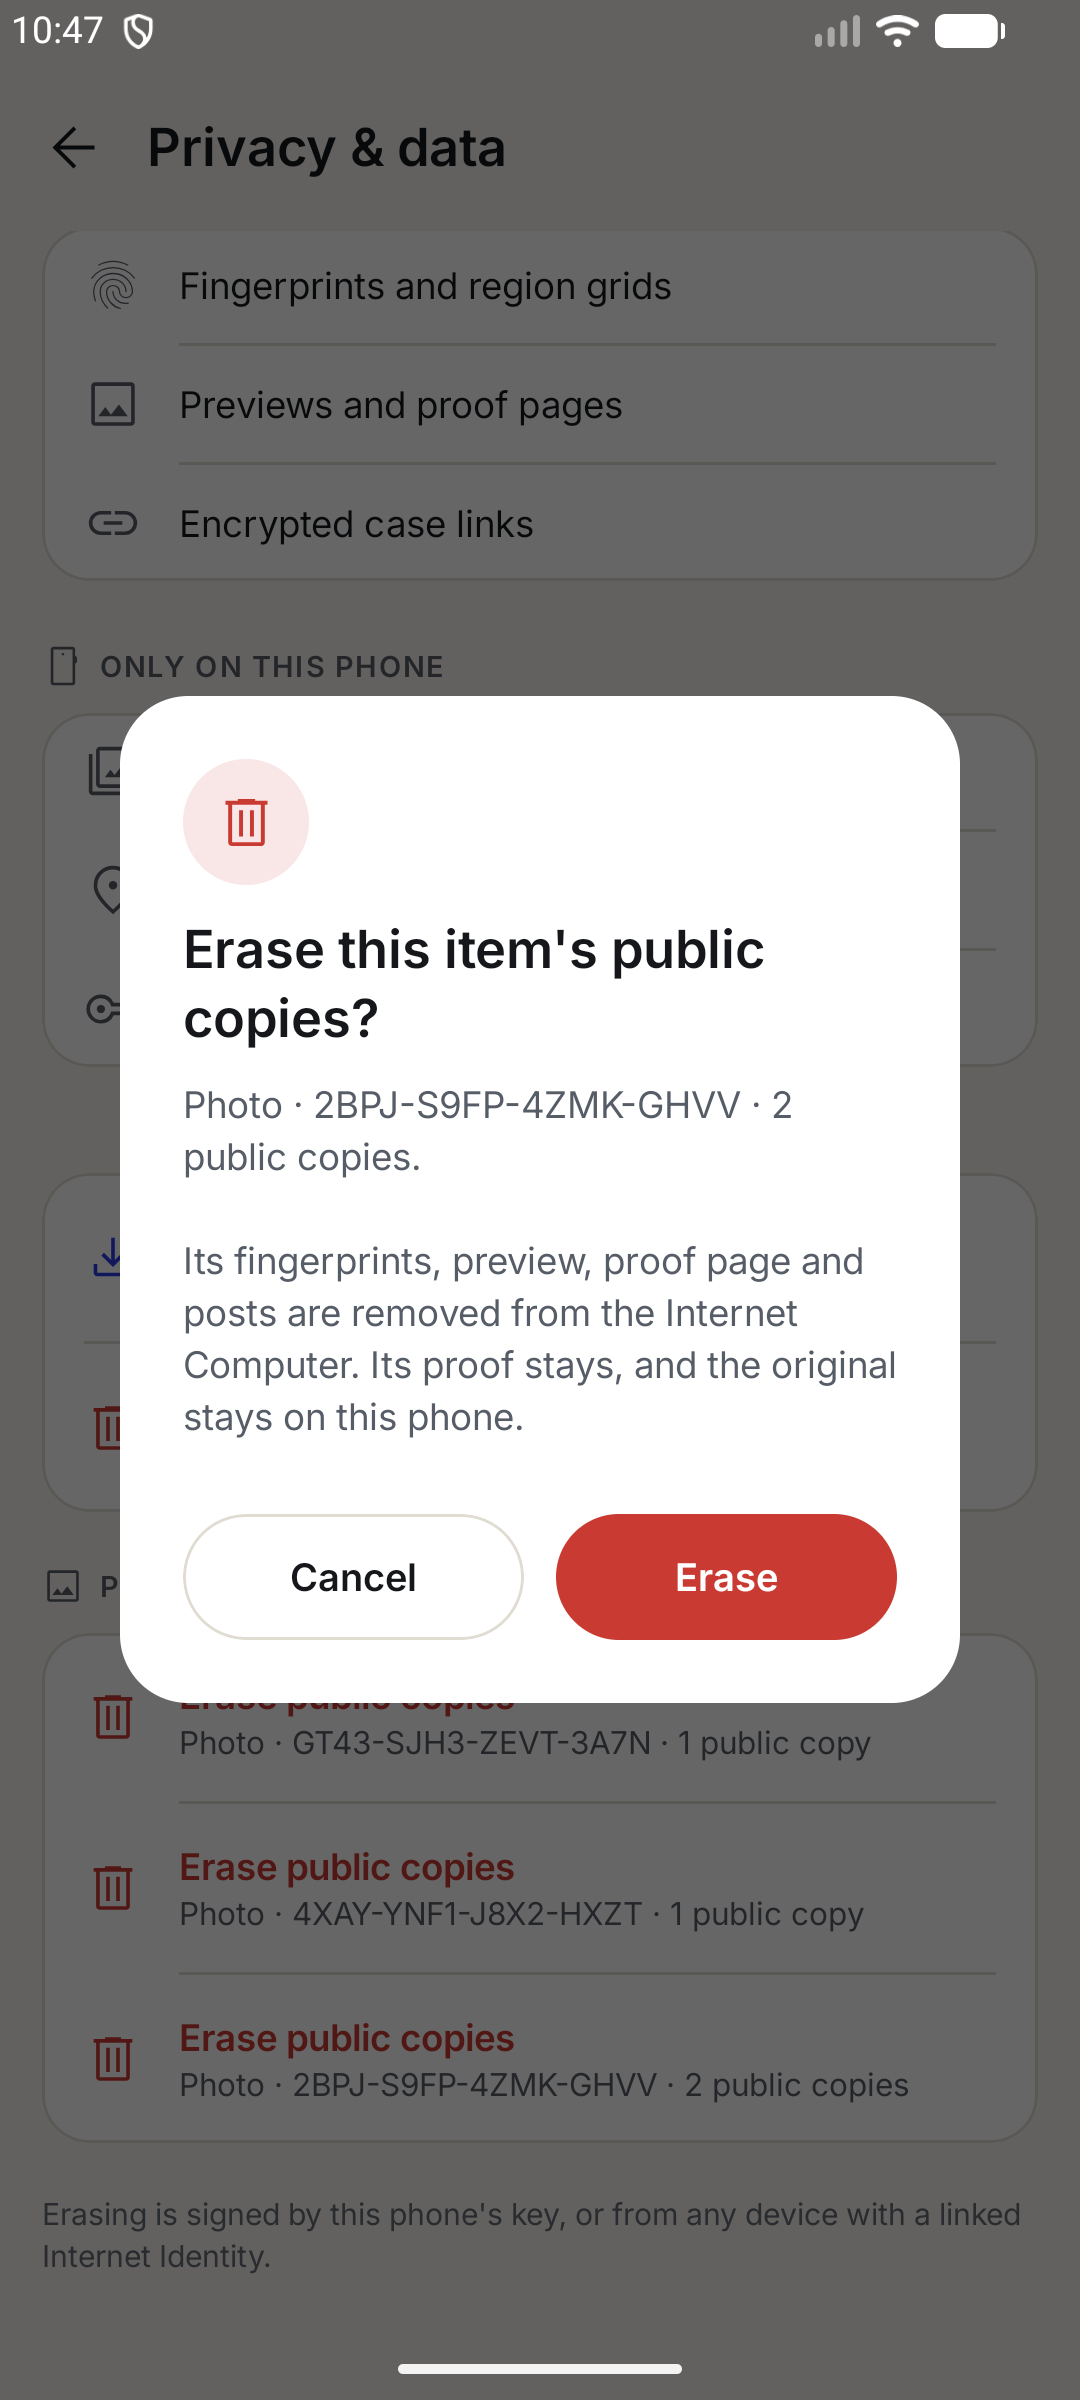 10:47
Privacy & data
Fingerprints and region grids
Previews and proof pages
Encrypted case links
ONLY ON THIS PHONE
Erase this item's public
copies?
Photo · 2BPJ-S9FP-4ZMK-GHVV · 2
public copies.
Its fingerprints, preview, proof page and
posts are removed from the Internet
Computer. Its proof stays, and the original
stays on this phone.
Cancel
Erase
Erase public copies
Photo · GT43-SJH3-ZEVT-3A7N · 1 public copy
Erase public copies
Photo · 4XAY-YNF1-J8X2-HXZT · 1 public copy
Erase public copies
Photo · 2BPJ-S9FP-4ZMK-GHVV · 2 public copies
Erasing is signed by this phone's key, or from any device with a linked
Internet Identity.